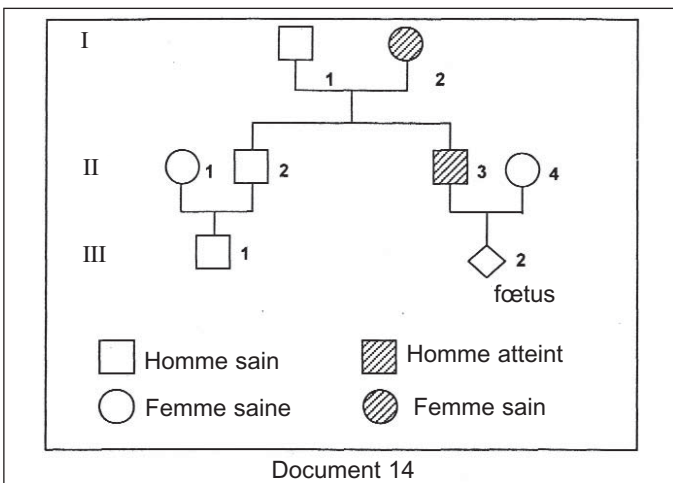 I
1
2
II
1 2 3 4
III
1 2
fœtus
Homme sain Homme atteint
Femme saine Femme sain
Document 14